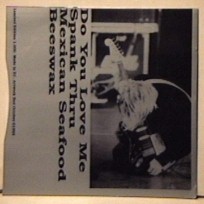 Do You Love Me
Spank Thru
Mexican Seafood
Beeswax